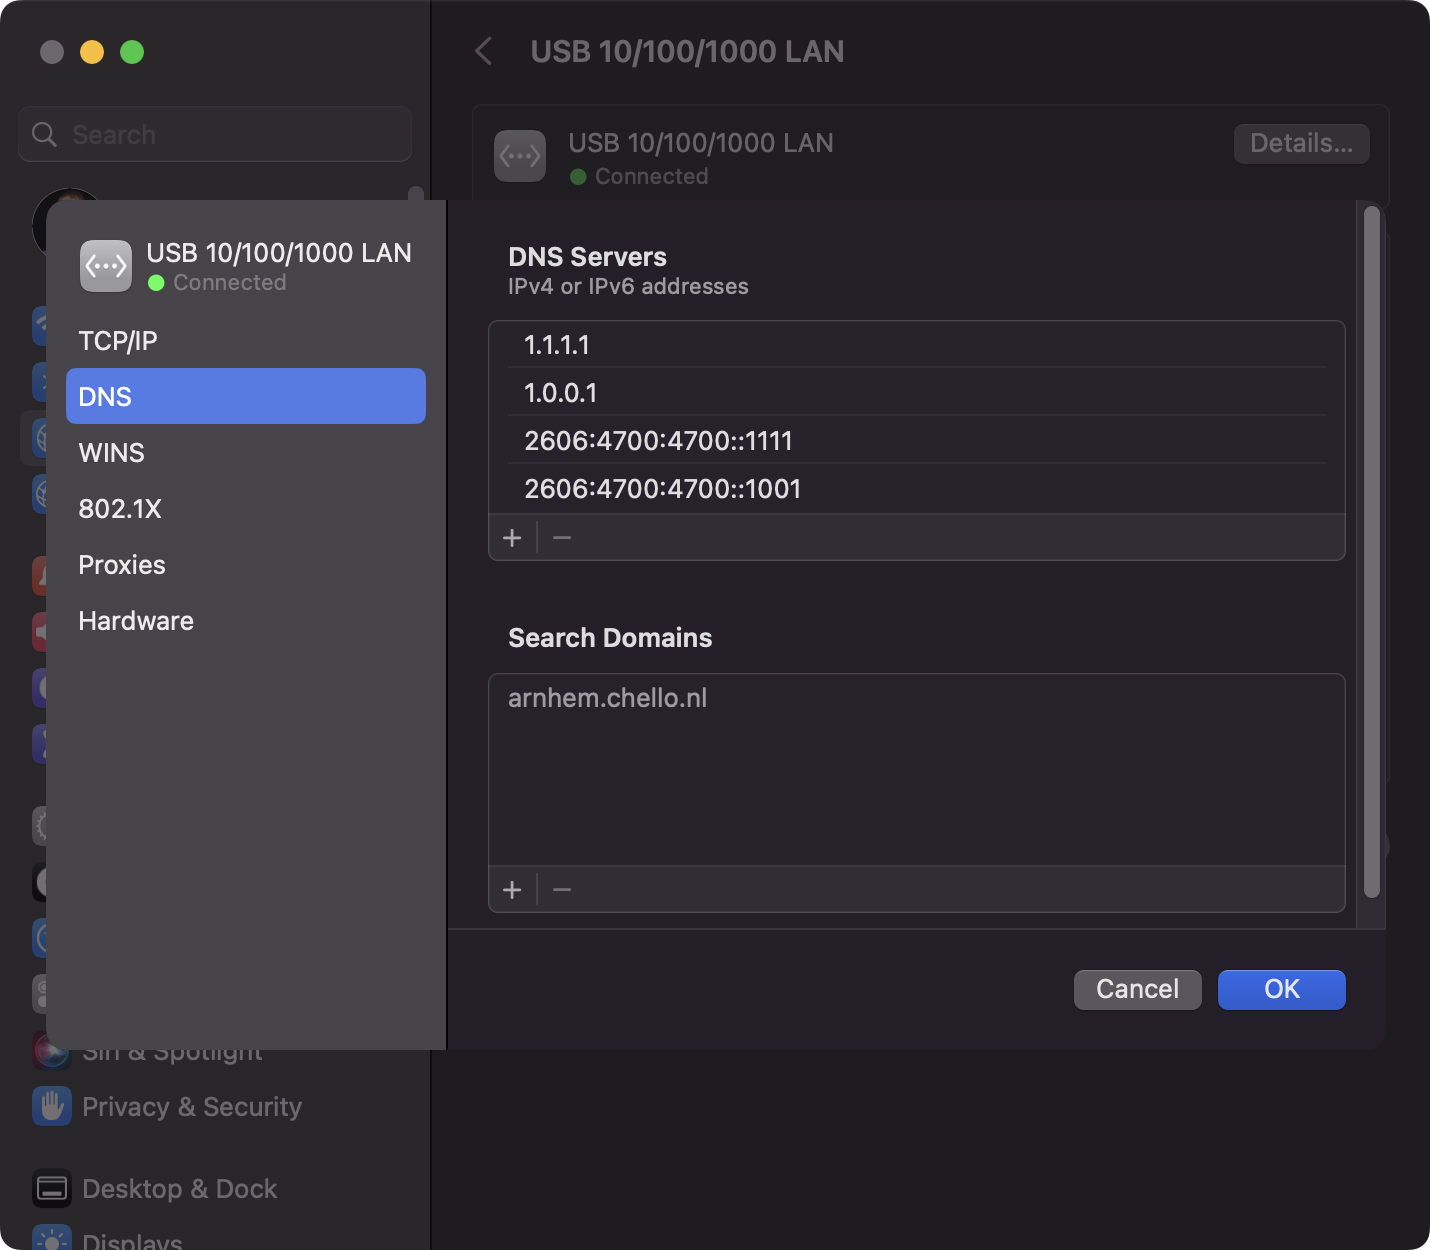 USB 10/100/1000 LAN
Search
USB 10/100/1000 LAN
Details...
Connected
USB 10/100/1000 LAN
Connected
TCP/IP
DNS
WINS
802.1X
Proxies
Hardware
DNS Servers
IPv4 or IPv6 addresses
1.1.1.1
1.0.0.1
2606:4700:4700::1111
2606:4700:4700::1001
Search Domains
arnhem.chello.nl
Cancel
OK
Siri & Spotlight
Privacy & Security
Desktop & Dock
Displays